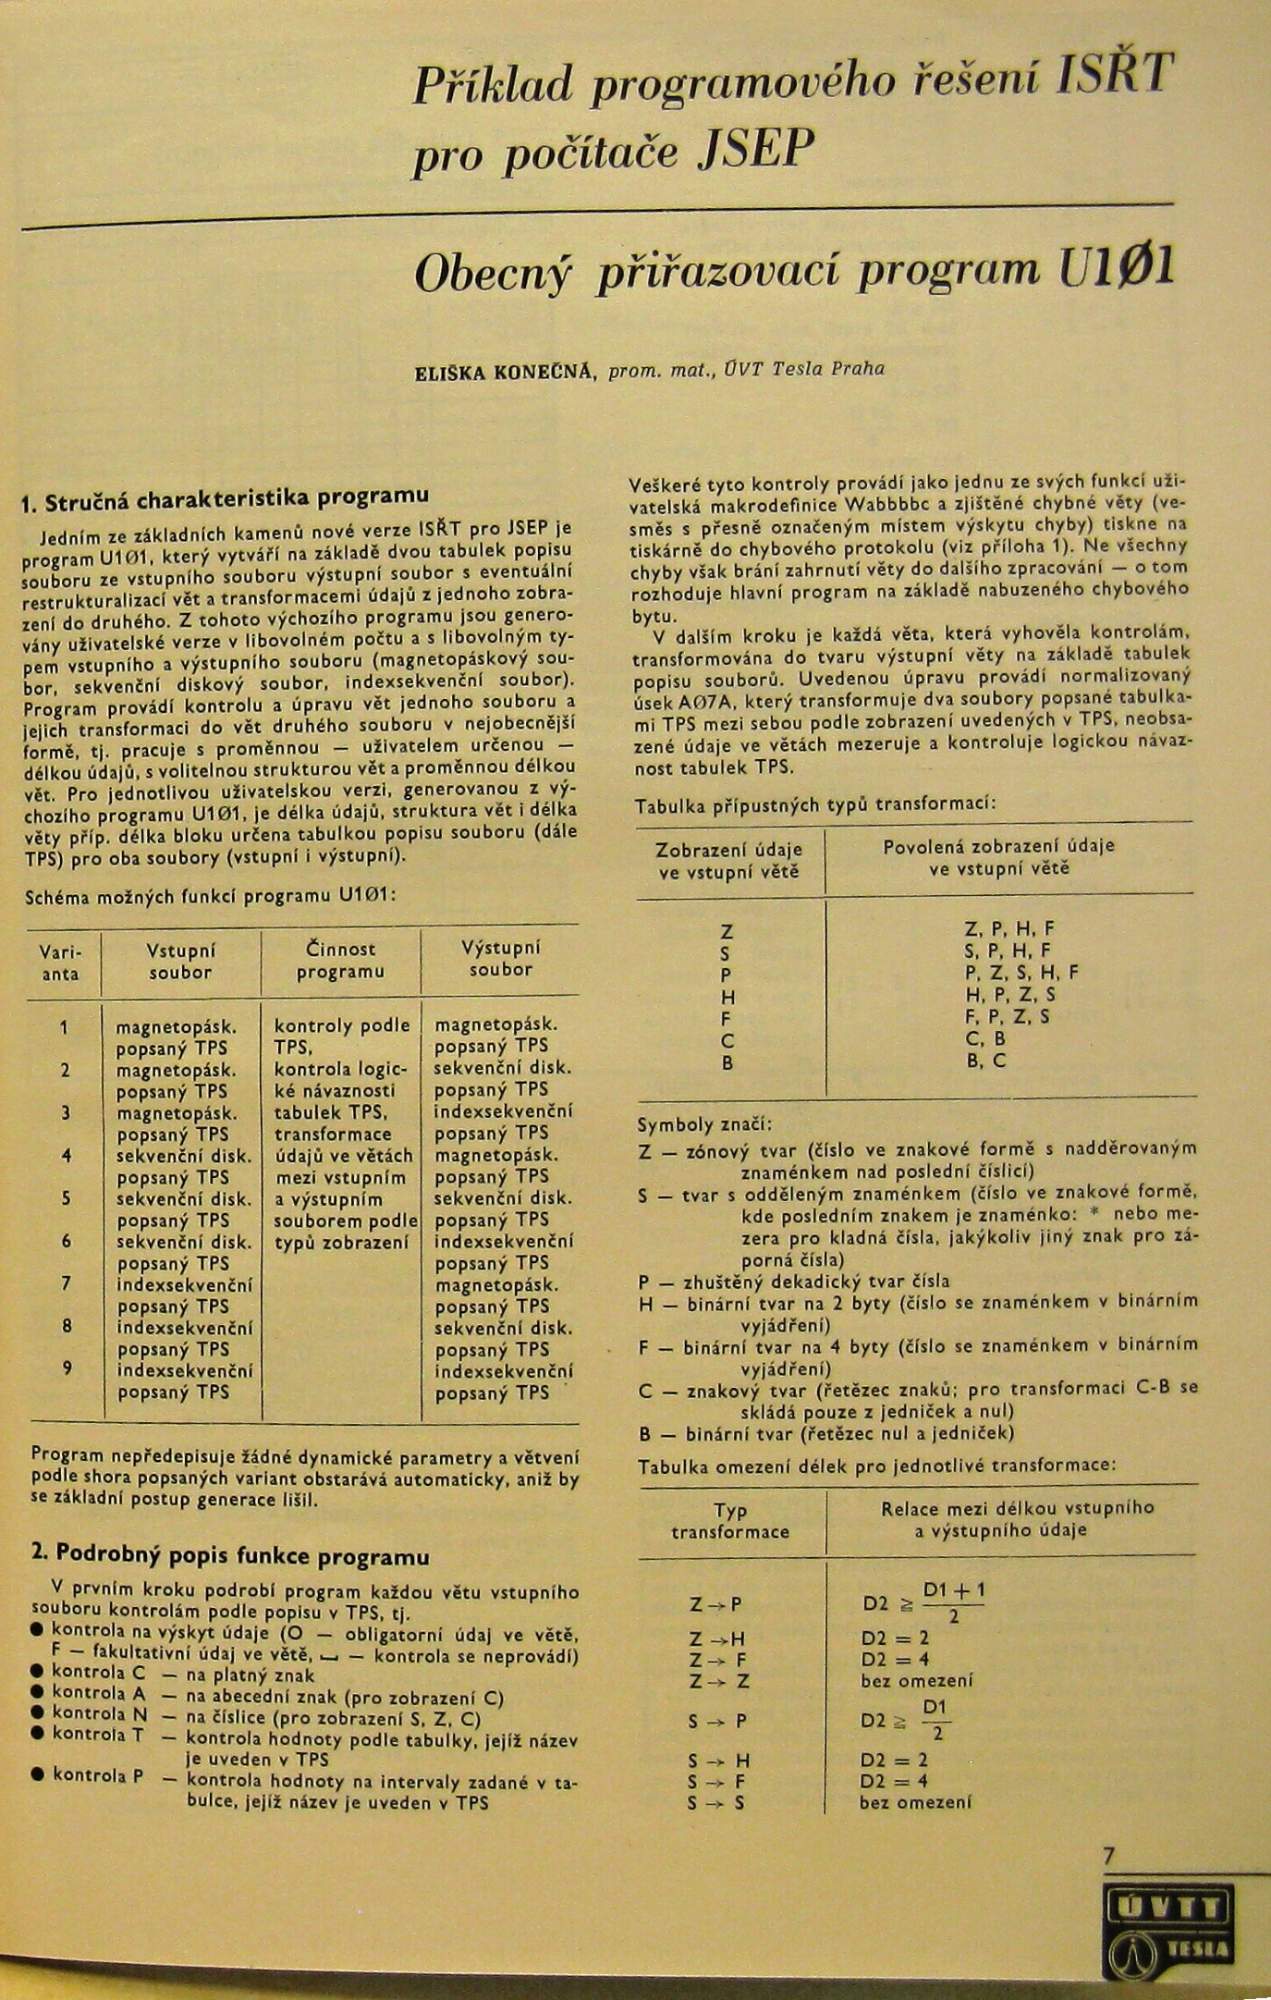 Příklad programového řešení ISŘT
pro počítače JSEP
Obecný přiřazovací program U1Ø1
ELIŠKA KONEČNÁ, prom. mat., ÚVT Tesla Praha
1. Stručná charakteristika programu
Jedním ze základních kamenů nové verze ISŘT pro JSEP je
program U1Ø1, který vytváří na základě dvou tabulek popisu
souboru ze vstupního souboru výstupní soubor s eventuální
restrukturalizací vět a transformacemi údajů z jednoho zobra-
zení do druhého. Z tohoto výchozího programu jsou genero-
vány uživatelské verze v libovolném počtu a s libovolným ty-
pem vstupního a výstupního souboru (magnetopáskový sou-
bor, sekvenční diskový soubor, indexsekvenční soubor).
Program provádí kontrolu a úpravu vět jednoho souboru a
jejich transformaci do vět druhého souboru v nejobecnější
formě, tj. pracuje s proměnnou — uživatelem určenou —
délkou údajů, s volitelnou strukturou vět a proměnnou délkou
vět. Pro jednotlivou uživatelskou verzi, generovanou z vý-
chozího programu U1Ø1, je délka údajů, struktura vět i délka
věty příp. délka bloku určena tabulkou popisu souboru (dále
TPS) pro oba soubory (vstupní i výstupní).
Schéma možných funkcí programu U1Ø1:
Vari- Vstupní Činnost Výstupní
anta soubor programu soubor
1 magnetopásk. kontroly podle magnetopásk.
popsaný TPS TPS, popsaný TPS
2 magnetopásk. kontrola logic- sekvenční disk.
popsaný TPS ké návaznosti popsaný TPS
3 magnetopásk. tabulek TPS, indexsekvenční
popsaný TPS transformace popsaný TPS
4 sekvenční disk. údajů ve větách magnetopásk.
popsaný TPS mezi vstupním popsaný TPS
5 sekvenční disk. a výstupním sekvenční disk.
popsaný TPS souborem podle popsaný TPS
6 sekvenční disk. typů zobrazení indexsekvenční
popsaný TPS popsaný TPS
7 indexsekvenční magnetopásk.
popsaný TPS popsaný TPS
8 indexsekvenční sekvenční disk.
popsaný TPS popsaný TPS
9 indexsekvenční indexsekvenční
popsaný TPS popsaný TPS
Program nepředepisuje žádné dynamické parametry a větvení
podle shora popsaných variant obstarává automaticky, aniž by
se základní postup generace lišil.
2. Podrobný popis funkce programu
V prvním kroku podrobí program každou větu vstupního
souboru kontrolám podle popisu v TPS, tj.
● kontrola na výskyt údaje (O — obligatorní údaj ve větě,
F — fakultativní údaj ve větě, ⌴ — kontrola se neprovádí)
● kontrola C — na platný znak
● kontrola A — na abecední znak (pro zobrazení C)
● kontrola N — na číslice (pro zobrazení S, Z, C)
● kontrola T — kontrola hodnoty podle tabulky, jejíž název
je uveden v TPS
● kontrola P — kontrola hodnoty na intervaly zadané v ta-
bulce, jejíž název je uveden v TPS
Veškeré tyto kontroly provádí jako jednu ze svých funkcí uži-
vatelská makrodefinice Wabbbbc a zjištěné chybné věty (ve-
směs s přesně označeným místem výskytu chyby) tiskne na
tiskárně do chybového protokolu (viz příloha 1). Ne všechny
chyby však brání zahrnutí věty do dalšího zpracování — o tom
rozhoduje hlavní program na základě nabuzeného chybového
bytu.
V dalším kroku je každá věta, která vyhověla kontrolám,
transformována do tvaru výstupní věty na základě tabulek
popisu souborů. Uvedenou úpravu provádí normalizovaný
úsek AØ7A, který transformuje dva soubory popsané tabulka-
mi TPS mezi sebou podle zobrazení uvedených v TPS, neobsa-
zené údaje ve větách mezeruje a kontroluje logickou návaz-
nost tabulek TPS.
Tabulka přípustných typů transformací:
Zobrazení údaje Povolená zobrazení údaje
ve vstupní větě ve vstupní větě
Z Z, P, H, F
S S, P, H, F
P P, Z, S, H, F
H H, P, Z, S
F F, P, Z, S
C C, B
B B, C
Symboly značí:
Z — zónový tvar (číslo ve znakové formě s nadděrovaným
znaménkem nad poslední číslicí)
S — tvar s odděleným znaménkem (číslo ve znakové formě,
kde posledním znakem je znaménko: * nebo me-
zera pro kladná čísla, jakýkoliv jiný znak pro zá-
porná čísla)
P — zhuštěný dekadický tvar čísla
H — binární tvar na 2 byty (číslo se znaménkem v binárním
vyjádření)
F — binární tvar na 4 byty (číslo se znaménkem v binárním
vyjádření)
C — znakový tvar (řetězec znaků; pro transformaci C-B se
skládá pouze z jedniček a nul)
B — binární tvar (řetězec nul a jedniček)
Tabulka omezení délek pro jednotlivé transformace:
Typ Relace mezi délkou vstupního
transformace a výstupního údaje
Z → P D2 ≧ D1 + 1
2
Z → H D2 = 2
Z → F D2 = 4
Z → Z bez omezení
S → P D2 ≧ D1
2
S → H D2 = 2
S → F D2 = 4
S → S bez omezení
7
ÚVTT
TESLA